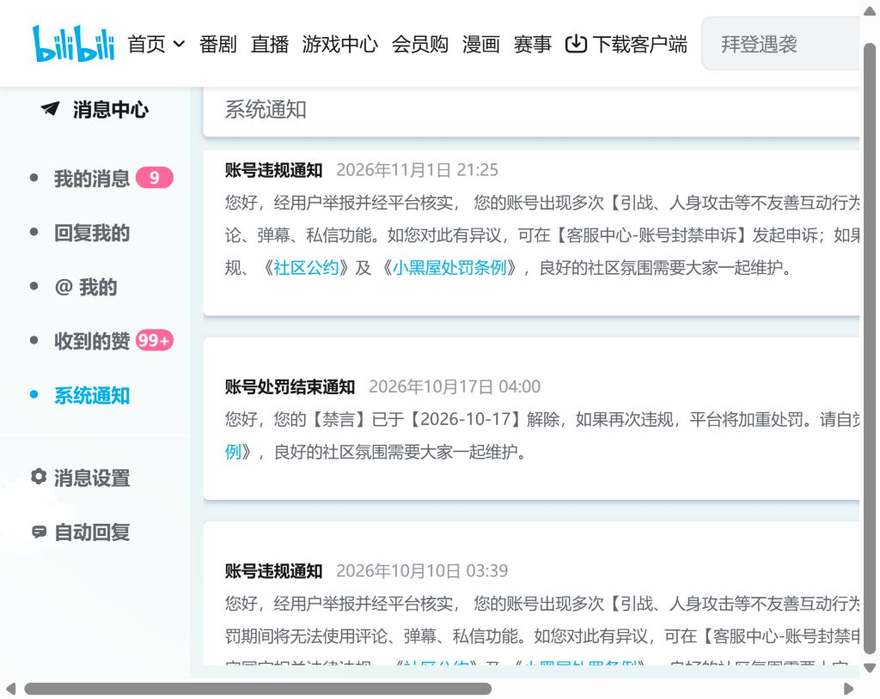 bilibili 首页 番剧 直播 游戏中心 会员购 漫画 赛事 下载客户端 拜登遇袭
消息中心
我的消息 9
回复我的
@ 我的
收到的赞 99+
系统通知
消息设置
自动回复
系统通知
账号违规通知 2026年11月1日 21:25
您好，经用户举报并经平台核实， 您的账号出现多次【引战、人身攻击等不友善互动行为
论、弹幕、私信功能。如您对此有异议，可在【客服中心-账号封禁申诉】发起申诉；如果
规、《社区公约》及 《小黑屋处罚条例》，良好的社区氛围需要大家一起维护。
账号处罚结束通知 2026年10月17日 04:00
您好，您的【禁言】已于【2026-10-17】解除，如果再次违规，平台将加重处罚。请自觉
例》，良好的社区氛围需要大家一起维护。
账号违规通知 2026年10月10日 03:39
您好，经用户举报并经平台核实， 您的账号出现多次【引战、人身攻击等不友善互动行为
罚期间将无法使用评论、弹幕、私信功能。如您对此有异议，可在【客服中心-账号封禁申